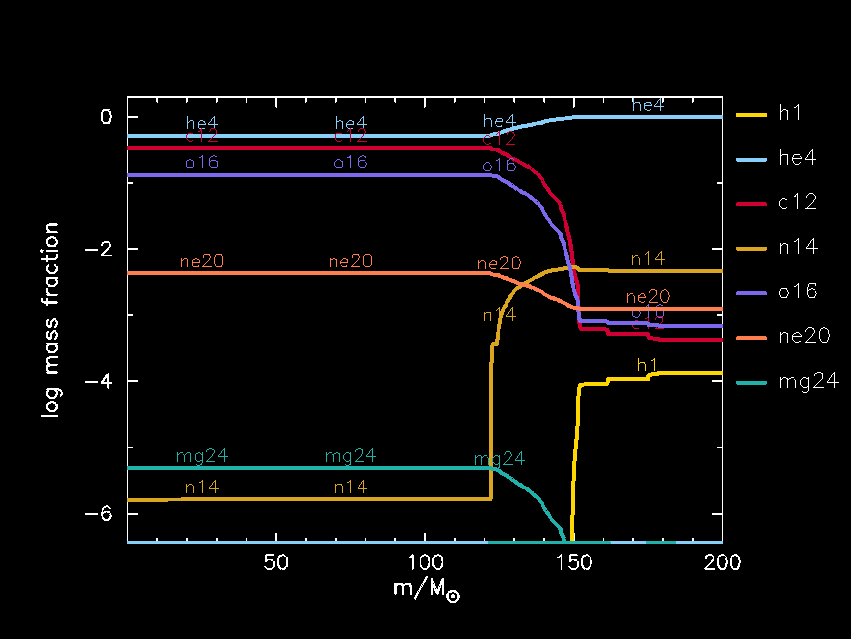 0 he4 he4 he4 he4 h1
c12 c12 c12
o16 o16 o16 he4
c12
-2 n14 n14
ne20 ne20 ne20
ne20 o16
o16
n14 c12
ne20
-4 h1
mg24
mg24 mg24 mg24
n14 n14
-6
50 100 150 200
m/M☉
log mass fraction